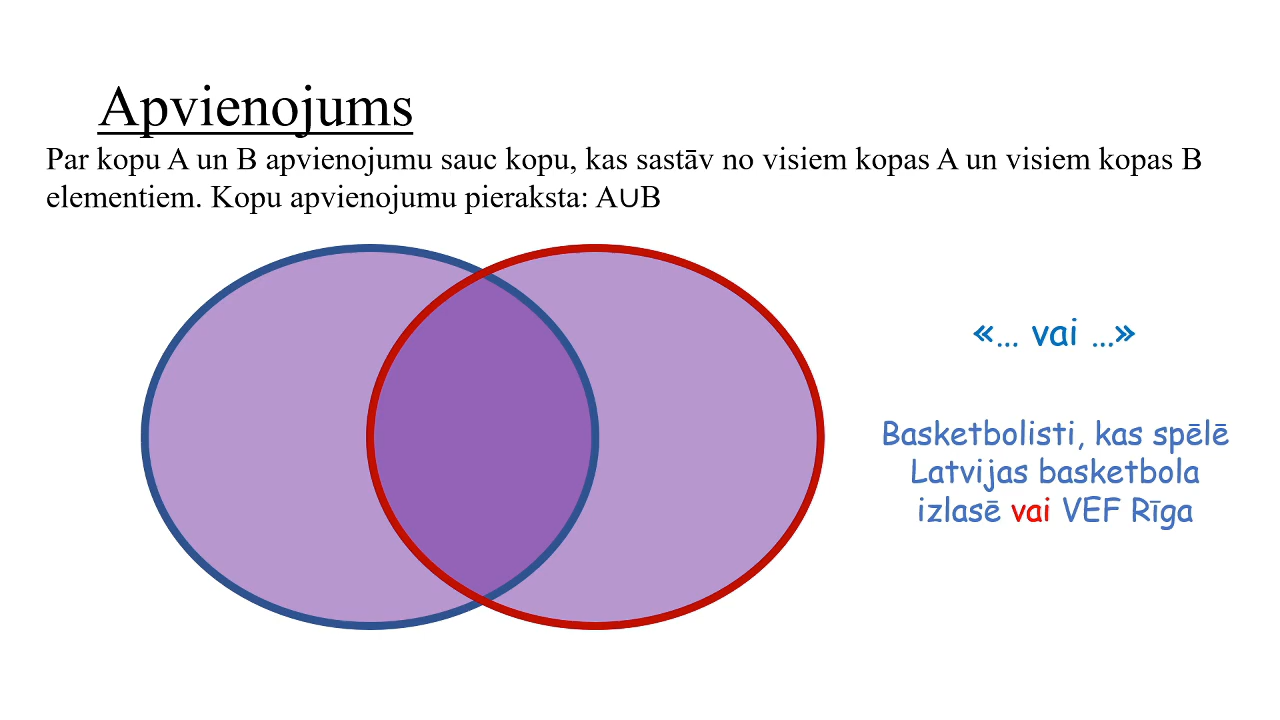 Apvienojums
Par kopu A un B apvienojumu sauc kopu, kas sastāv no visiem kopas A un visiem kopas B
elementiem. Kopu apvienojumu pieraksta: A∪B
«… vai …»
Basketbolisti, kas spēlē
Latvijas basketbola
izlasē vai VEF Rīga